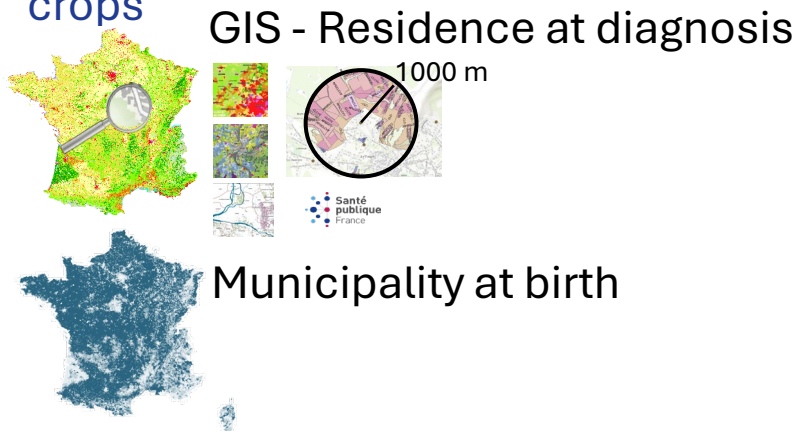 crops
GIS - Residence at diagnosis
1000 m
Santé
publique
France
Municipality at birth